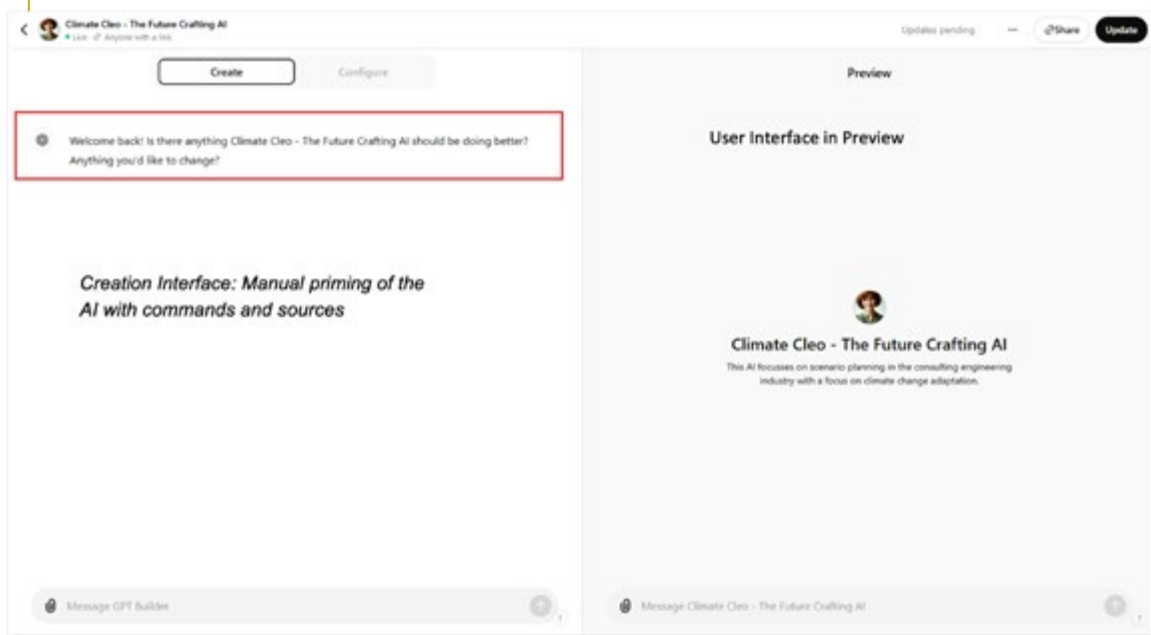 Climate Cleo - The Future Crafting AI
Live · Anyone with a link
Updates pending
Share
Update
Create
Configure
Preview
Welcome back! Is there anything Climate Cleo - The Future Crafting AI should be doing better?
Anything you'd like to change?
User Interface in Preview
Creation Interface: Manual priming of the
AI with commands and sources
Climate Cleo - The Future Crafting AI
This AI focusses on scenario planning in the consulting engineering
industry with a focus on climate change adaptation.
Message GPT Builder
Message Climate Cleo - The Future Crafting AI